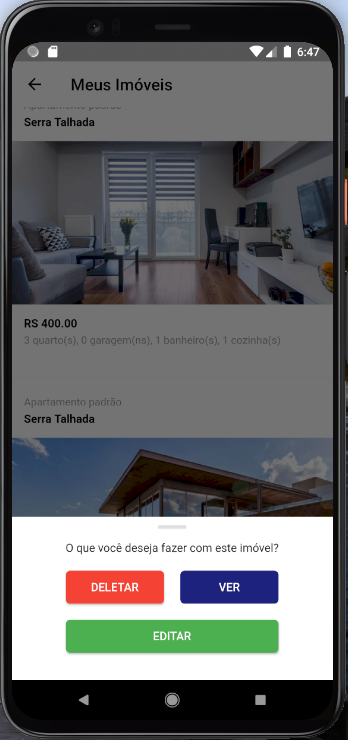 6:47
Meus Imóveis
Apartamento padrão
Serra Talhada
RS 400.00
3 quarto(s), 0 garagem(ns), 1 banheiro(s), 1 cozinha(s)
Apartamento padrão
Serra Talhada
O que você deseja fazer com este imóvel?
DELETAR
VER
EDITAR